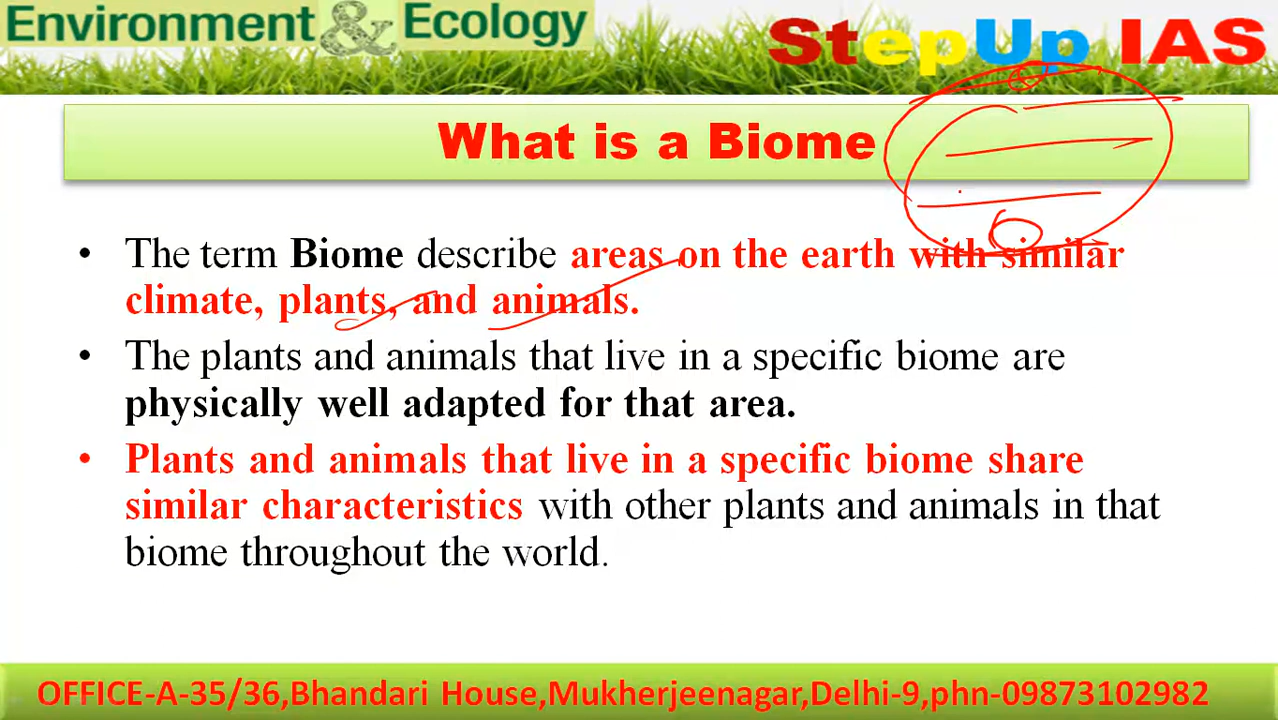 Environment & Ecology
StepUp IAS
What is a Biome
• The term Biome describe areas on the earth with similar
climate, plants, and animals.
• The plants and animals that live in a specific biome are
physically well adapted for that area.
• Plants and animals that live in a specific biome share
similar characteristics with other plants and animals in that
biome throughout the world.
OFFICE-A-35/36,Bhandari House,Mukherjeenagar,Delhi-9,phn-09873102982